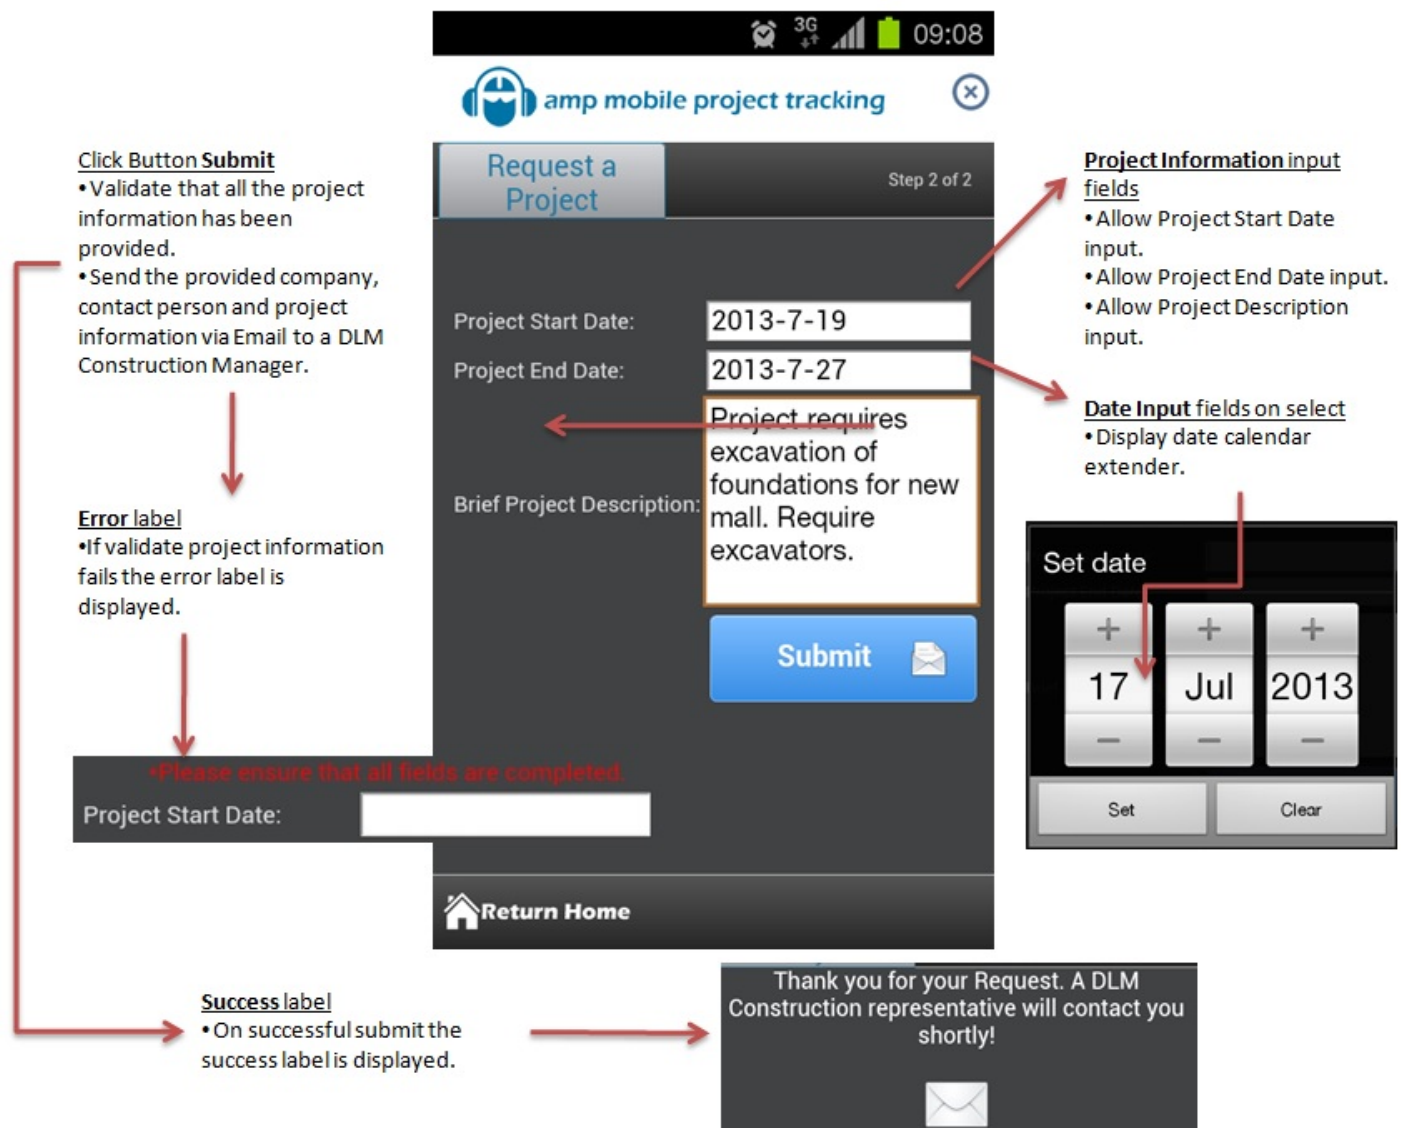 3G
09:08
amp mobile project tracking
Request a
Project
Step 2 of 2
Click Button Submit
•Validate that all the project
information has been
provided.
•Send the provided company,
contact person and project
information via Email to a DLM
Construction Manager.
Project Information input
fields
•Allow Project Start Date
input.
•Allow Project End Date input.
•Allow Project Description
input.
Project Start Date:
2013-7-19
Project End Date:
2013-7-27
Brief Project Description:
Project requires
excavation of
foundations for new
mall. Require
excavators.
Submit
Date Input fields on select
•Display date calendar
extender.
Error label
•If validate project information
fails the error label is
displayed.
Set date
+ + +
17 Jul 2013
- - -
Set Clear
•Please ensure that all fields are completed.
Project Start Date:
Return Home
Success label
•On successful submit the
success label is displayed.
Thank you for your Request. A DLM
Construction representative will contact you
shortly!